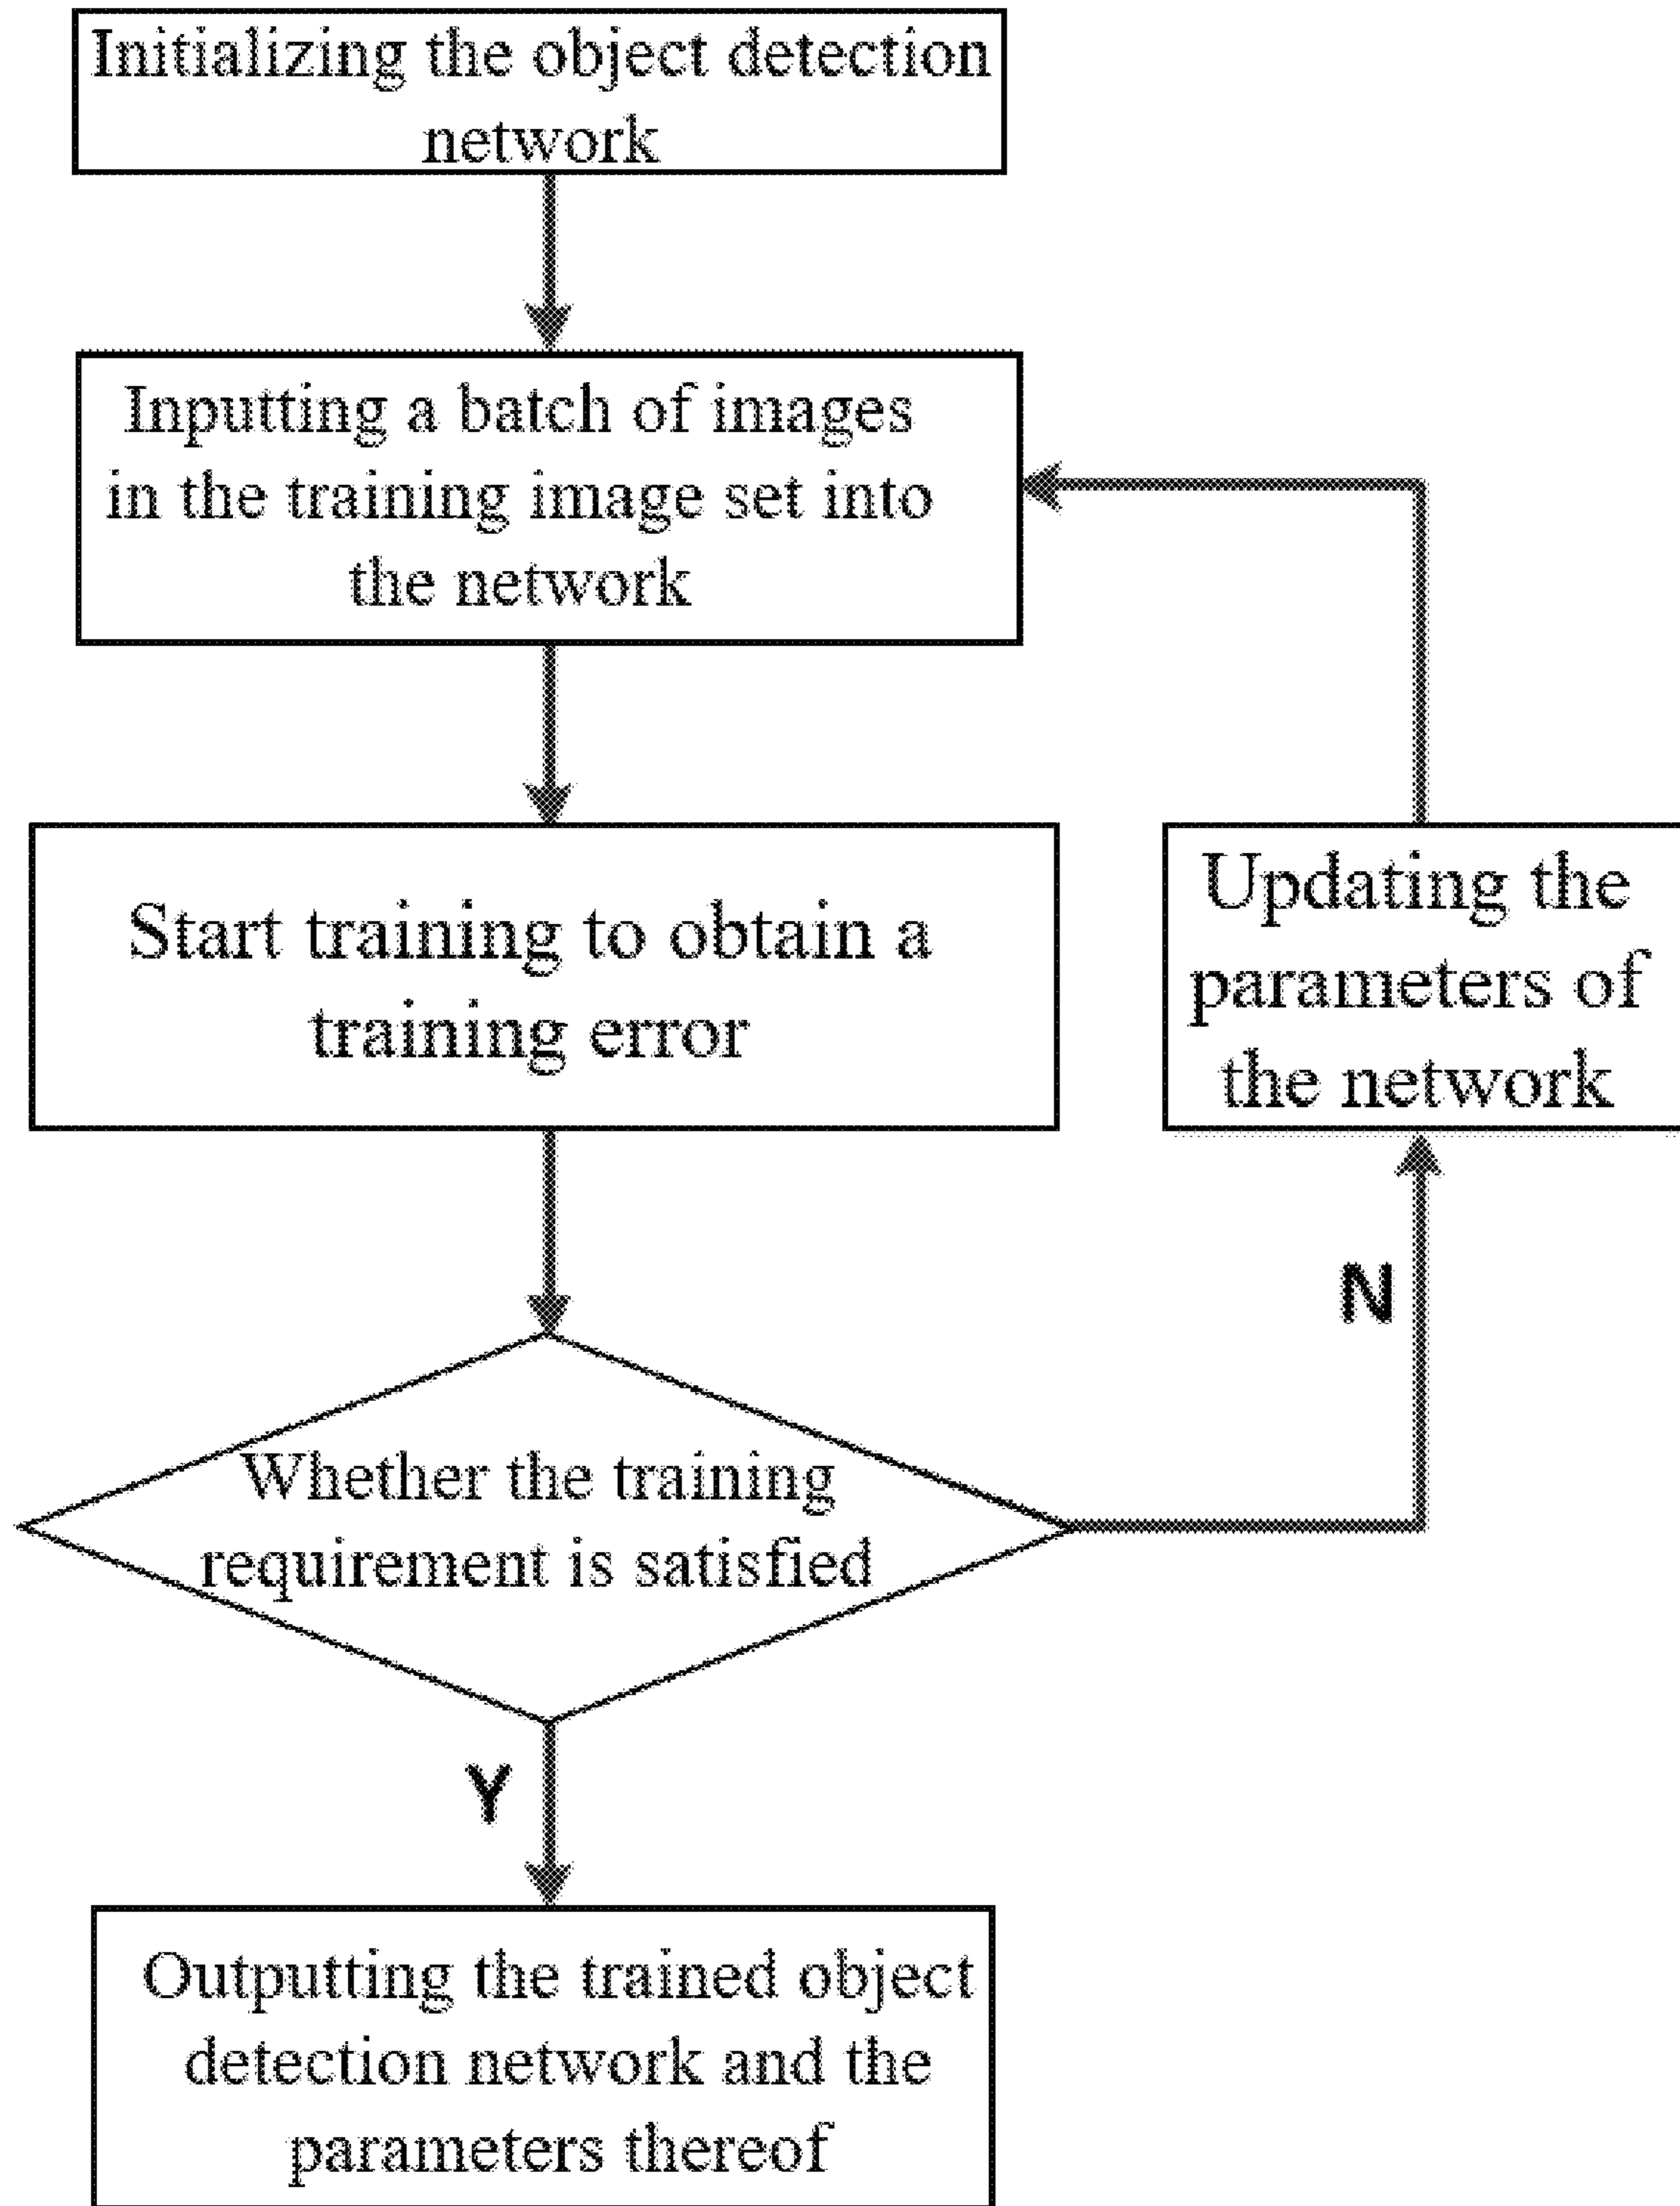 Initializing the object detection
network
Inputting a batch of images
in the training image set into
the network
Start training to obtain a
training error
Updating the
parameters of
the network
N
Whether the training
requirement is satisfied
Y
Outputting the trained object
detection network and the
parameters thereof